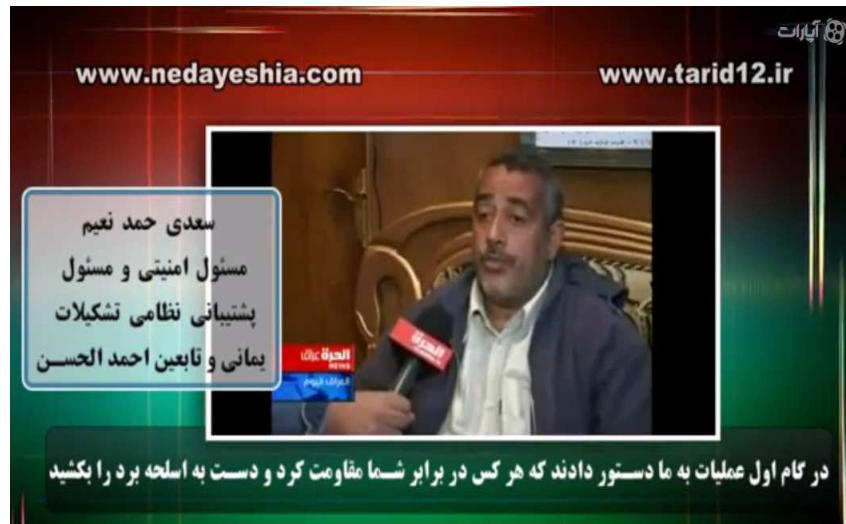 آپارات
www.nedayeshia.com
www.tarid12.ir
سعدی حمد نعیم
مسئول امنیتی و مسئول
پشتیبانی نظامی تشکیلات
یمانی و تابعین احمد الحسن
الحرة عراق
NEWS
العراق اليوم
الحرة
در گام اول عملیات به ما دستور دادند که هر کس در برابر شما مقاومت کرد و دست به اسلحه برد را بکشید